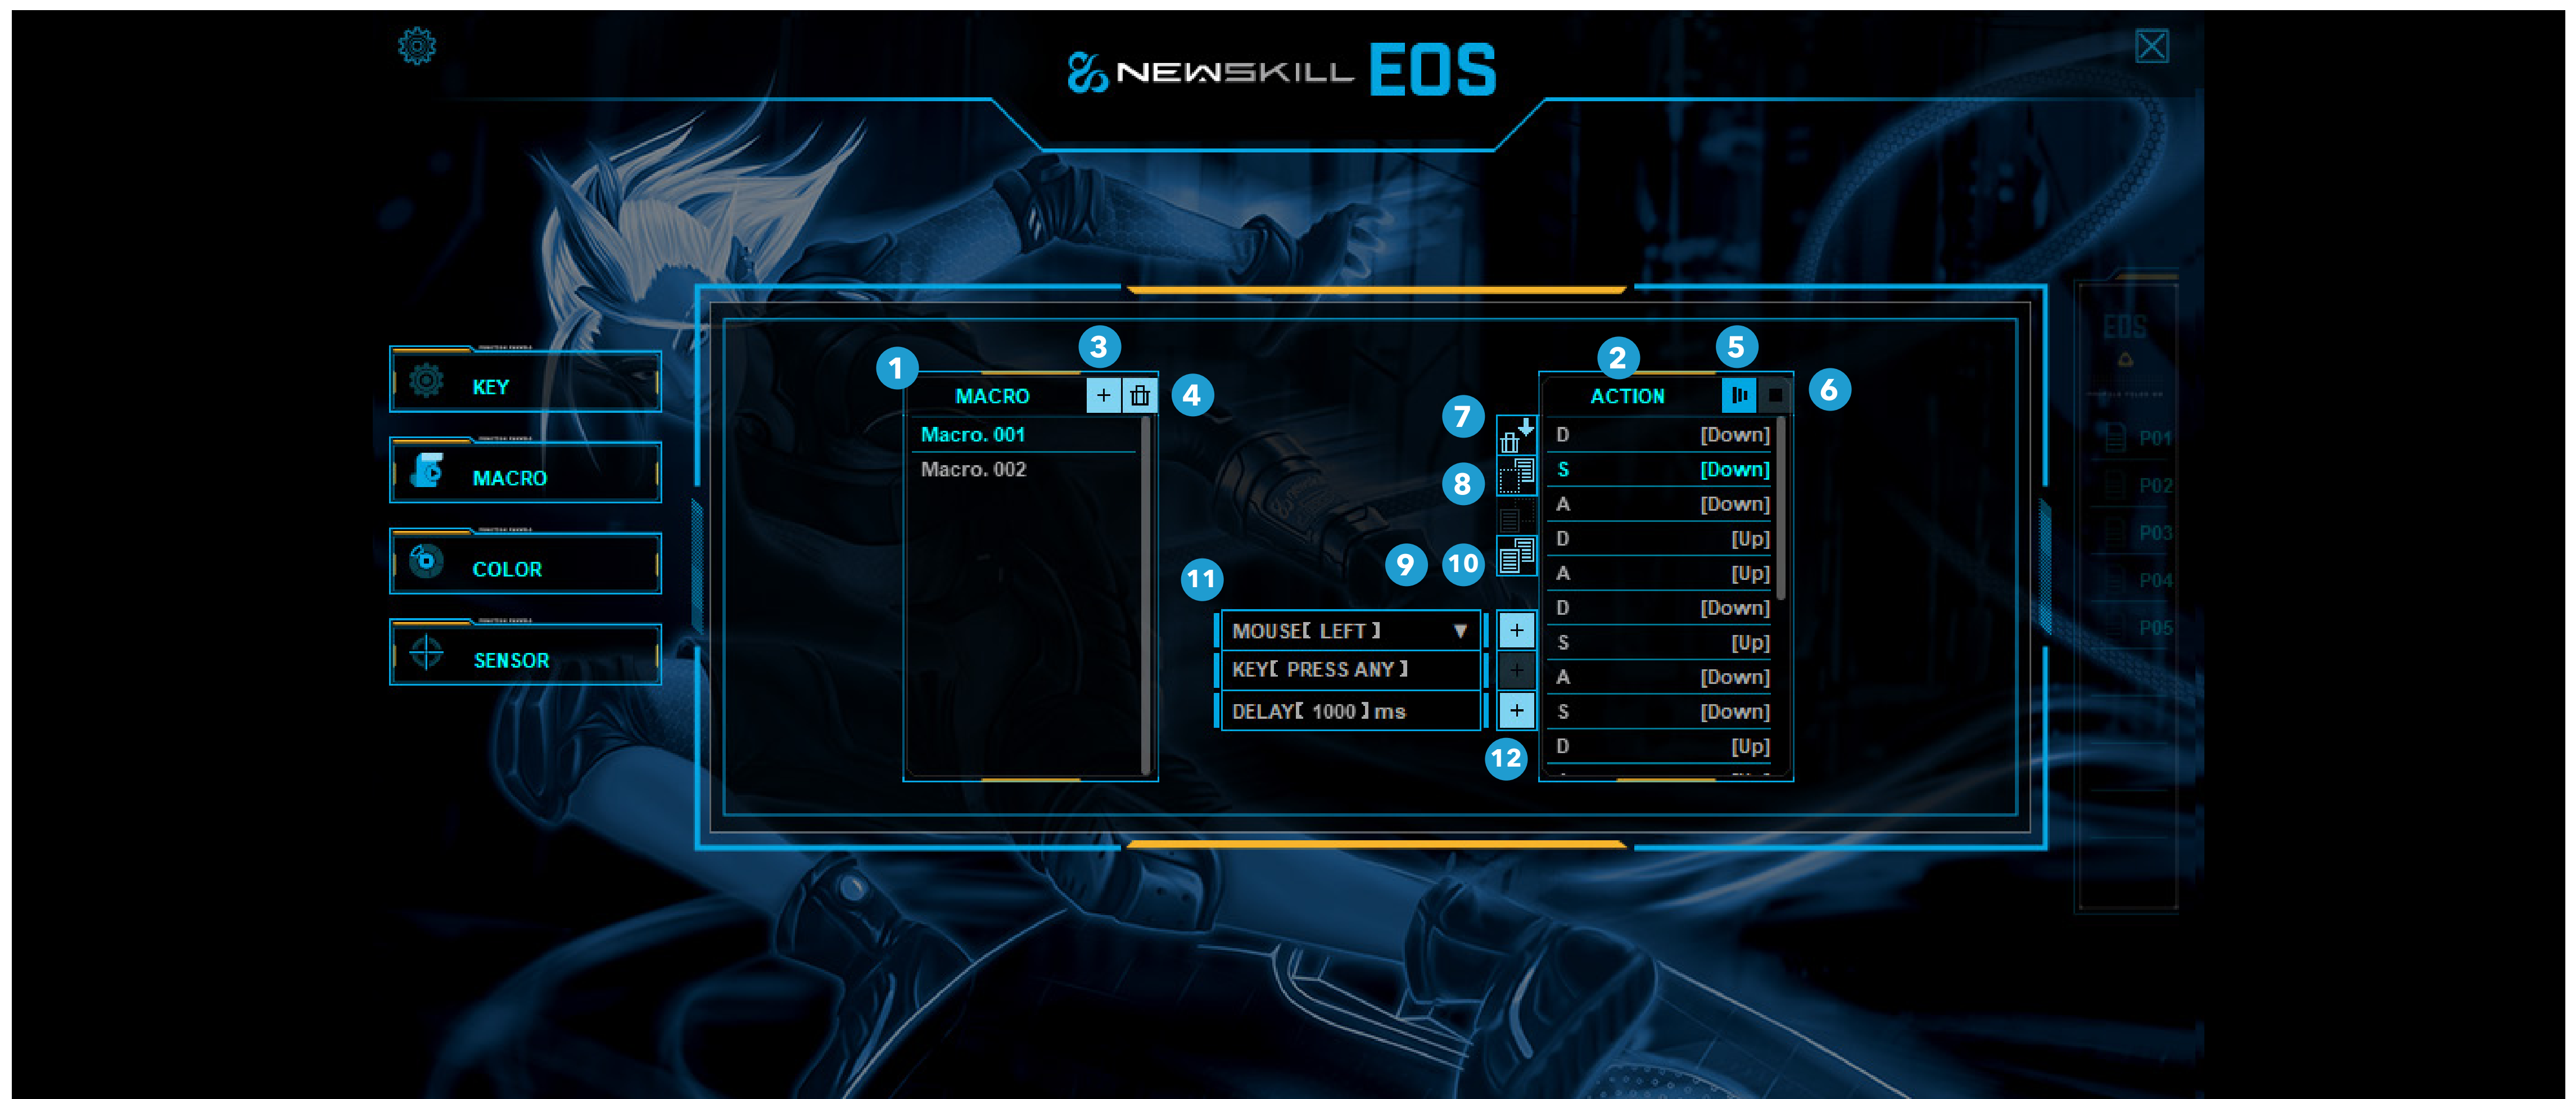 NEWSKILL EOS
KEY
MACRO
COLOR
SENSOR
1
MACRO
3
+
4
Macro. 001
Macro. 002
2
ACTION
5
6
7
8
9
10
11
12
D [Down]
S [Down]
A [Down]
D [Up]
A [Up]
D [Down]
S [Up]
A [Down]
S [Down]
D [Up]
MOUSE【 LEFT 】 ▼ +
KEY【 PRESS ANY 】 +
DELAY【 1000 】ms +
EOS
P01
P02
P03
P04
P05